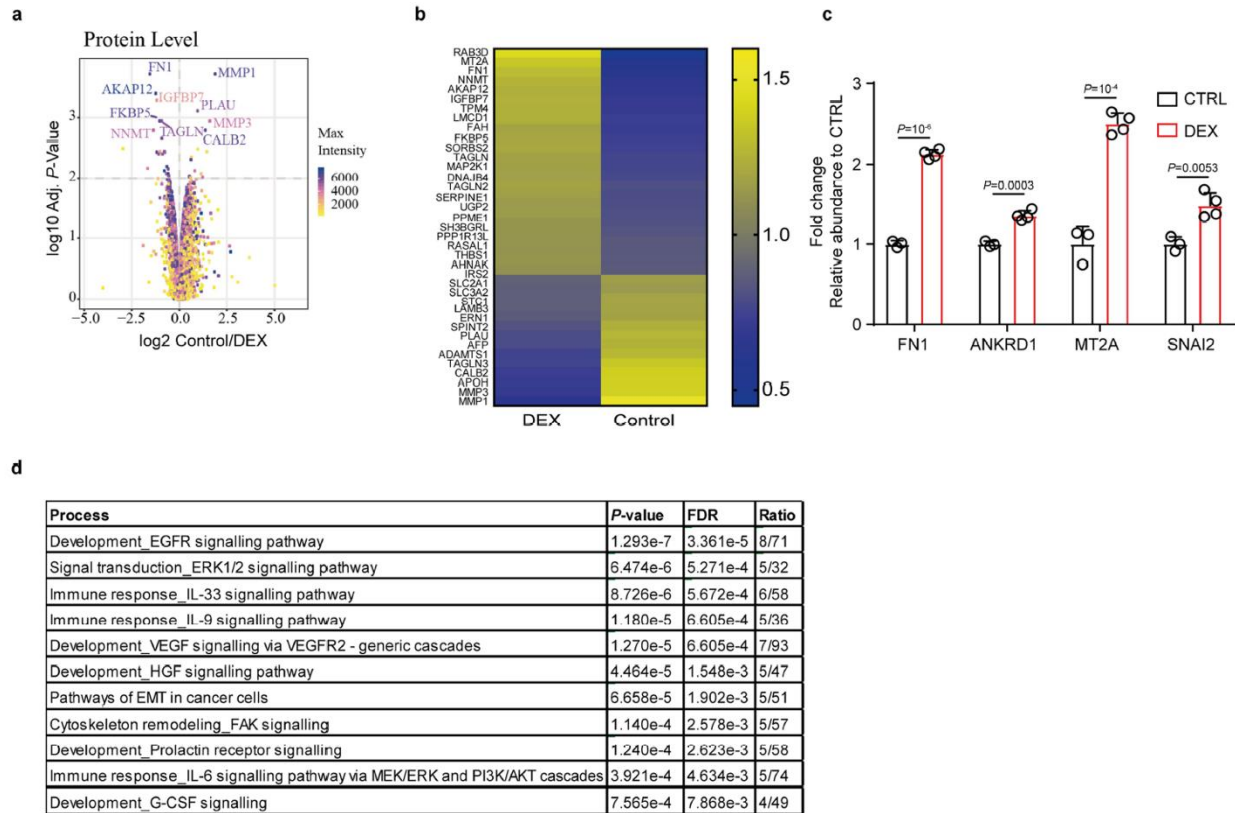 a
Protein Level
FN1
MMP1
AKAP12
IGFBP7
PLAU
FKBP5
MMP3
NNMT
TAGLN
CALB2
log10 Adj. P-Value
3
2
1
0
−5.0
−2.5
0.0
2.5
5.0
log2 Control/DEX
Max
Intensity
6000
4000
2000
b
RAB3D
MT2A
FN1
NNMT
AKAP12
IGFBP7
TPM4
LMCD1
FAH
FKBP5
SORBS2
TAGLN
MAP2K1
DNAJB4
TAGLN2
SERPINE1
UGP2
PPME1
SH3BGRL
PPP1R13L
RASAL1
THBS1
AHNAK
IRS2
SLC2A1
SLC3A2
STC1
LAMB3
ERN1
SPINT2
PLAU
AFP
ADAMTS1
TAGLN3
CALB2
APOH
MMP3
MMP1
DEX Control
1.5
1.0
0.5
c
Fold change
Relative abundance to CTRL
3
2
1
0
P=10-6
P=0.0003
P=10-4
P=0.0053
CTRL
DEX
FN1 ANKRD1 MT2A SNAI2
d
Process P-value FDR Ratio
Development_EGFR signalling pathway 1.293e-7 3.361e-5 8/71
Signal transduction_ERK1/2 signalling pathway 6.474e-6 5.271e-4 5/32
Immune response_IL-33 signalling pathway 8.726e-6 5.672e-4 6/58
Immune response_IL-9 signalling pathway 1.180e-5 6.605e-4 5/36
Development_VEGF signalling via VEGFR2 - generic cascades 1.270e-5 6.605e-4 7/93
Development_HGF signalling pathway 4.464e-5 1.548e-3 5/47
Pathways of EMT in cancer cells 6.658e-5 1.902e-3 5/51
Cytoskeleton remodeling_FAK signalling 1.140e-4 2.578e-3 5/57
Development_Prolactin receptor signalling 1.240e-4 2.623e-3 5/58
Immune response_IL-6 signalling pathway via MEK/ERK and PI3K/AKT cascades 3.921e-4 4.634e-3 5/74
Development_G-CSF signalling 7.565e-4 7.868e-3 4/49